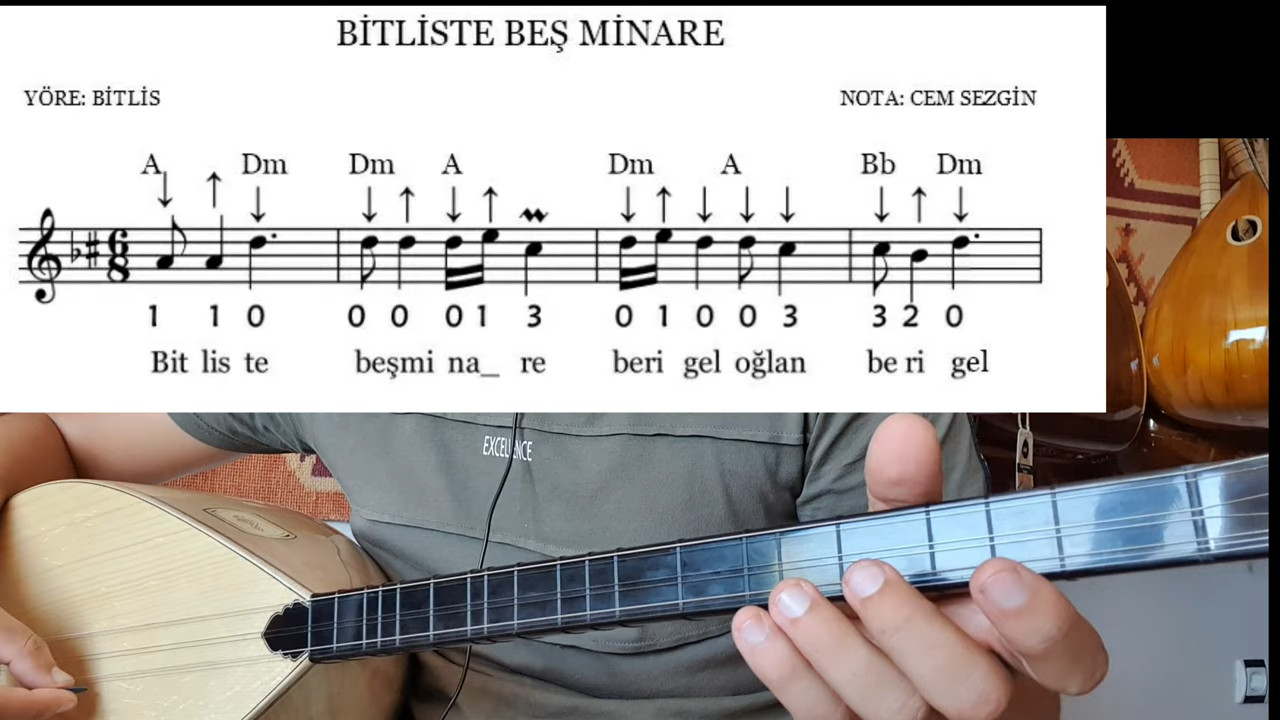 BİTLİSTE BEŞ MİNARE
YÖRE: BİTLİS
NOTA: CEM SEZGİN
A Dm Dm A Dm A Bb Dm
6
8
1 1 0 0 0 0 1 3 0 1 0 0 3 3 2 0
Bit lis te beşmi na_ re beri gel oğlan be ri gel